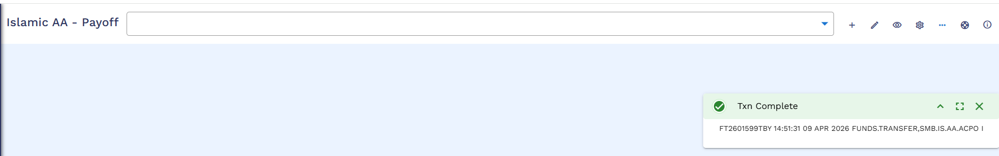 Islamic AA - Payoff
Txn Complete
FT2601599TBY 14:51:31 09 APR 2026 FUNDS.TRANSFER,SMB.IS.AA.ACPO I